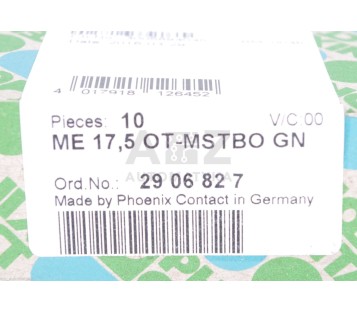 4 017918 126452
Pieces: 10 V/C.00
ME 17,5 OT-MSTBO GN
Ord.No.: 29 06 82 7
Made by Phoenix Contact in Germany